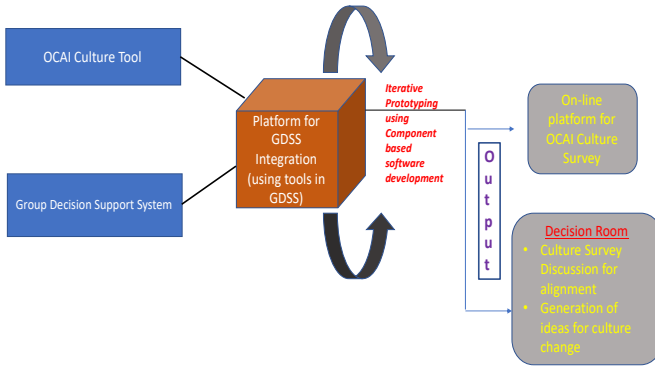 OCAI Culture Tool
Group Decision Support System
Platform for
GDSS
Integration
(using tools in
GDSS)
Iterative
Prototyping
using
Component
based
software
development
O
u
t
p
u
t
On-line
platform for
OCAI Culture
Survey
Decision Room
• Culture Survey
Discussion for
alignment
• Generation of
ideas for culture
change